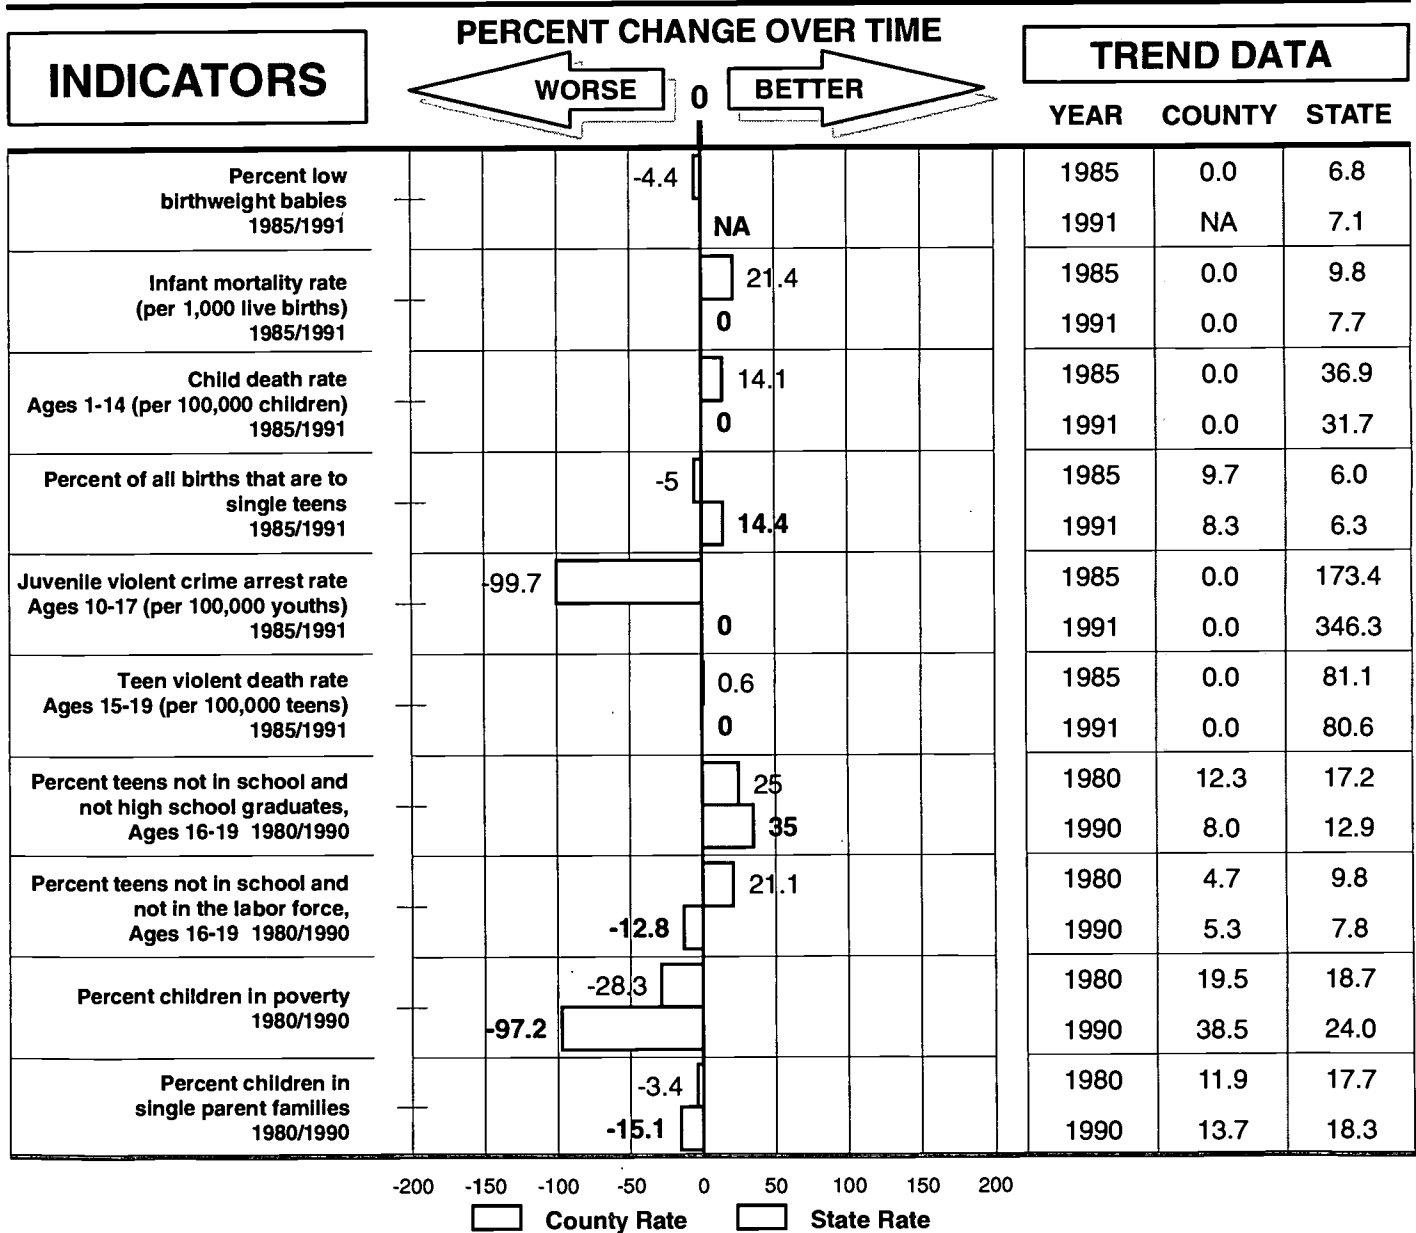 PERCENT CHANGE OVER TIME
INDICATORS
WORSE
0
BETTER
TREND DATA
YEAR COUNTY STATE
Percent low
birthweight babies
1985/1991
-4.4
NA
1985 0.0 6.8
1991 NA 7.1
Infant mortality rate
(per 1,000 live births)
1985/1991
21.4
0
1985 0.0 9.8
1991 0.0 7.7
Child death rate
Ages 1-14 (per 100,000 children)
1985/1991
14.1
0
1985 0.0 36.9
1991 0.0 31.7
Percent of all births that are to
single teens
1985/1991
-5
14.4
1985 9.7 6.0
1991 8.3 6.3
Juvenile violent crime arrest rate
Ages 10-17 (per 100,000 youths)
1985/1991
-99.7
0
1985 0.0 173.4
1991 0.0 346.3
Teen violent death rate
Ages 15-19 (per 100,000 teens)
1985/1991
0.6
0
1985 0.0 81.1
1991 0.0 80.6
Percent teens not in school and
not high school graduates,
Ages 16-19 1980/1990
25
35
1980 12.3 17.2
1990 8.0 12.9
Percent teens not in school and
not in the labor force,
Ages 16-19 1980/1990
21.1
-12.8
1980 4.7 9.8
1990 5.3 7.8
Percent children in poverty
1980/1990
-28.3
-97.2
1980 19.5 18.7
1990 38.5 24.0
Percent children in
single parent families
1980/1990
-3.4
-15.1
1980 11.9 17.7
1990 13.7 18.3
-200 -150 -100 -50 0 50 100 150 200
County Rate State Rate